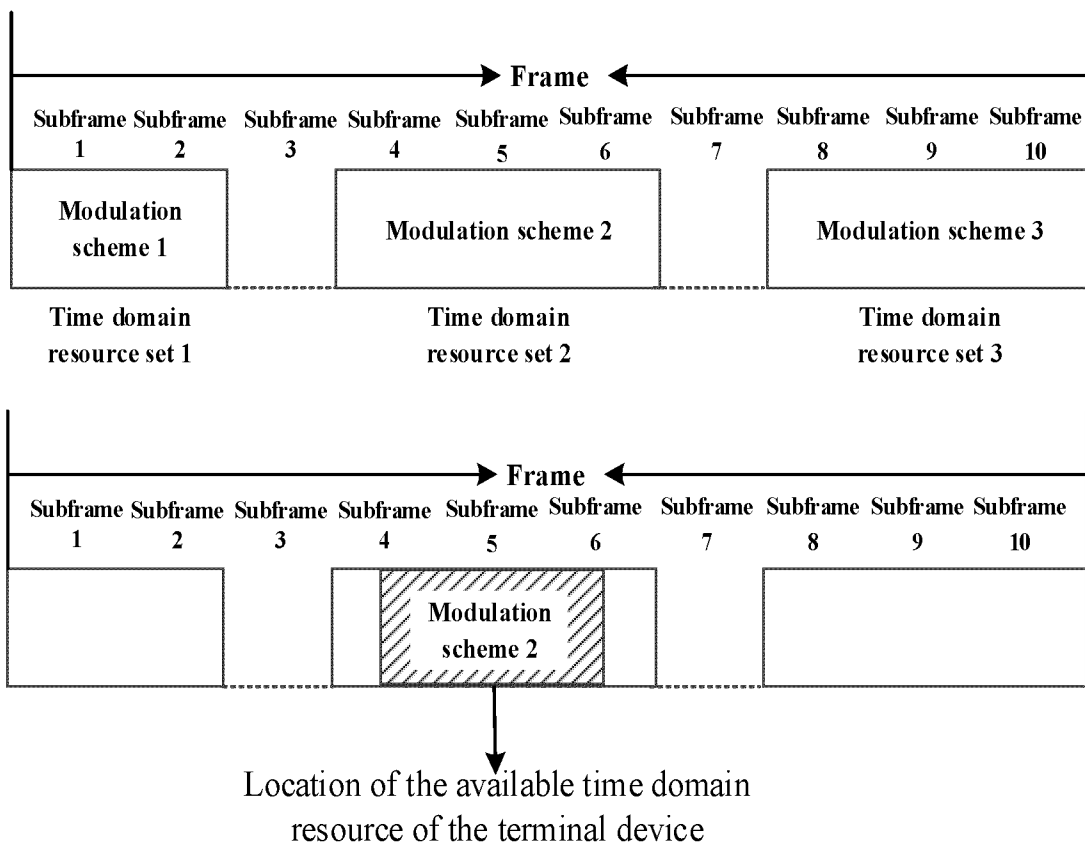 Frame
Subframe Subframe Subframe Subframe Subframe Subframe Subframe Subframe Subframe Subframe
1 2 3 4 5 6 7 8 9 10
Modulation
scheme 1
Modulation scheme 2
Modulation scheme 3
Time domain
resource set 1
Time domain
resource set 2
Time domain
resource set 3
Frame
Subframe Subframe Subframe Subframe Subframe Subframe Subframe Subframe Subframe Subframe
1 2 3 4 5 6 7 8 9 10
Modulation
scheme 2
Location of the available time domain
resource of the terminal device